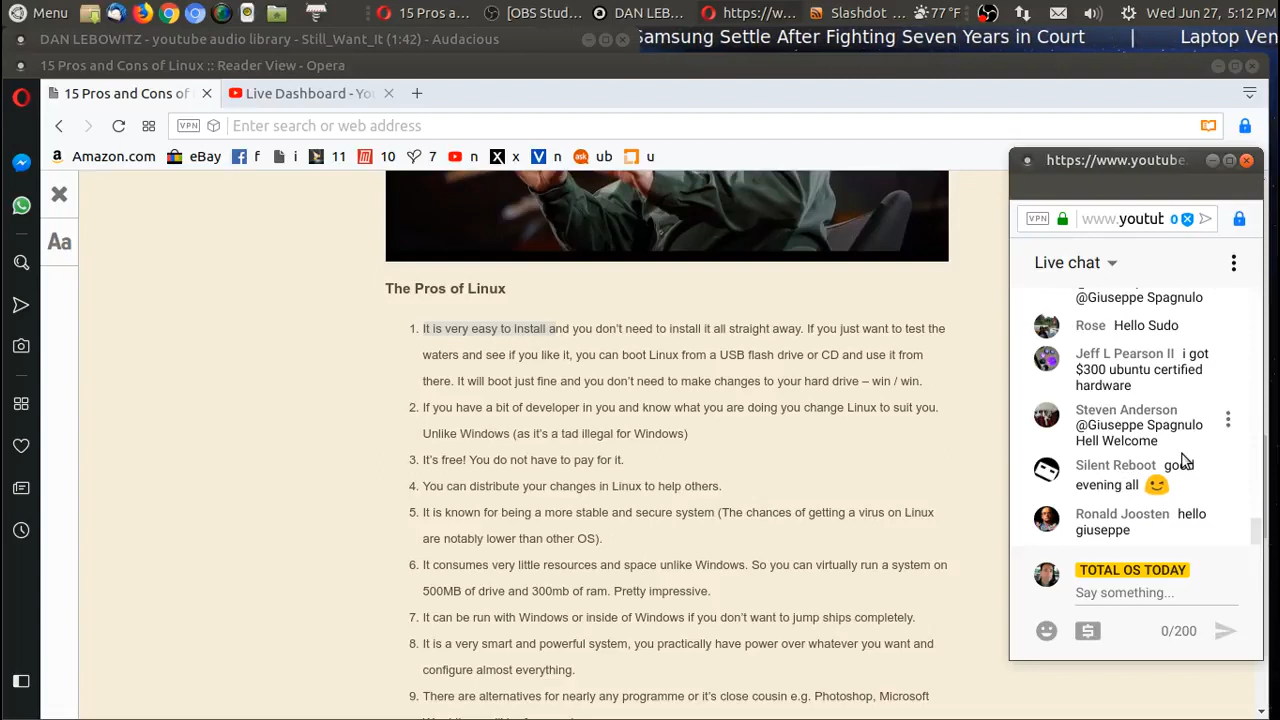 Menu
15 Pros a...
[OBS Stud...
DAN LEB...
https://w...
Slashdot ...
77 °F
Wed Jun 27, 5:12 PM
DAN LEBOWITZ - youtube audio library - Still_Want_It (1:42) - Audacious
Samsung Settle After Fighting Seven Years in Court | Laptop Ven
15 Pros and Cons of Linux :: Reader View - Opera
15 Pros and Cons of
Live Dashboard - Yo
VPN
Enter search or web address
Amazon.com
eBay
f
i
11
10
7
n
x
n
ub
u
Aa
The Pros of Linux
1. It is very easy to install and you don't need to install it all straight away. If you just want to test the
waters and see if you like it, you can boot Linux from a USB flash drive or CD and use it from
there. It will boot just fine and you don't need to make changes to your hard drive – win / win.
2. If you have a bit of developer in you and know what you are doing you change Linux to suit you.
Unlike Windows (as it's a tad illegal for Windows)
3. It's free! You do not have to pay for it.
4. You can distribute your changes in Linux to help others.
5. It is known for being a more stable and secure system (The chances of getting a virus on Linux
are notably lower than other OS).
6. It consumes very little resources and space unlike Windows. So you can virtually run a system on
500MB of drive and 300mb of ram. Pretty impressive.
7. It can be run with Windows or inside of Windows if you don't want to jump ships completely.
8. It is a very smart and powerful system, you practically have power over whatever you want and
configure almost everything.
9. There are alternatives for nearly any programme or it's close cousin e.g. Photoshop, Microsoft
https://www.youtube.
VPN
www.youtub
0
Live chat
@Giuseppe Spagnulo
Rose Hello Sudo
Jeff L Pearson II i got
$300 ubuntu certified
hardware
Steven Anderson
@Giuseppe Spagnulo
Hell Welcome
Silent Reboot good
evening all
Ronald Joosten hello
giuseppe
TOTAL OS TODAY
Say something...
0/200